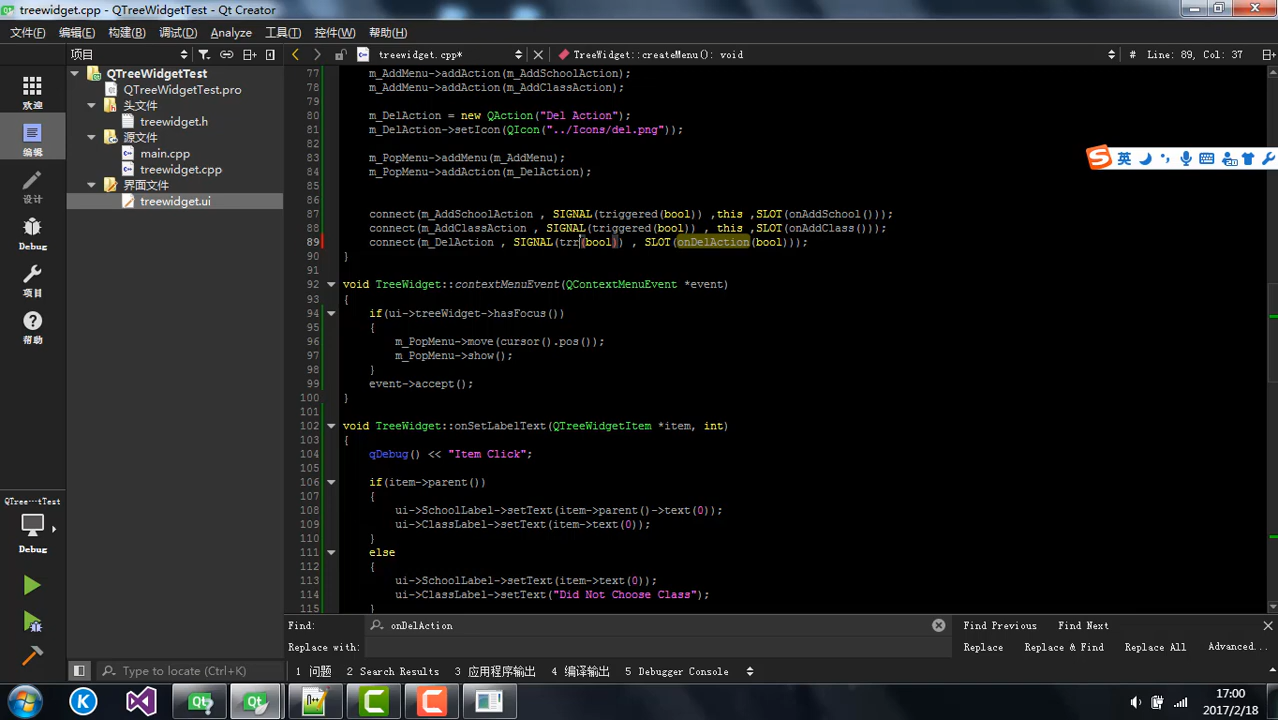 treewidget.cpp - QTreeWidgetTest - Qt Creator
文件(F) 编辑(E) 构建(B) 调试(D) Analyze 工具(T) 控件(W) 帮助(H)
项目 treewidget.cpp* TreeWidget::createMenu(): void # Line: 89, Col: 37
欢迎
编辑
设计
Debug
项目
帮助
QTree⋯tTest
Debug
QTreeWidgetTest
QTreeWidgetTest.pro
头文件
treewidget.h
源文件
main.cpp
treewidget.cpp
界面文件
treewidget.ui
77 m_AddMenu->addAction(m_AddSchoolAction);
78 m_AddMenu->addAction(m_AddClassAction);
79
80 m_DelAction = new QAction("Del Action");
81 m_DelAction->setIcon(QIcon("../Icons/del.png"));
82
83 m_PopMenu->addMenu(m_AddMenu);
84 m_PopMenu->addAction(m_DelAction);
85
86
87 connect(m_AddSchoolAction , SIGNAL(triggered(bool)) ,this ,SLOT(onAddSchool()));
88 connect(m_AddClassAction , SIGNAL(triggered(bool)) , this ,SLOT(onAddClass()));
89 connect(m_DelAction , SIGNAL(trr(bool)) , SLOT(onDelAction(bool)));
90 }
91
92 void TreeWidget::contextMenuEvent(QContextMenuEvent *event)
93 {
94 if(ui->treeWidget->hasFocus())
95 {
96 m_PopMenu->move(cursor().pos());
97 m_PopMenu->show();
98 }
99 event->accept();
100 }
101
102 void TreeWidget::onSetLabelText(QTreeWidgetItem *item, int)
103 {
104 qDebug() << "Item Click";
105
106 if(item->parent())
107 {
108 ui->SchoolLabel->setText(item->parent()->text(0));
109 ui->ClassLabel->setText(item->text(0));
110 }
111 else
112 {
113 ui->SchoolLabel->setText(item->text(0));
114 ui->ClassLabel->setText("Did Not Choose Class");
115 }
英
Find: onDelAction Find Previous Find Next
Replace with: Replace Replace & Find Replace All Advanced...
Type to locate (Ctrl+K) 1 问题 2 Search Results 3 应用程序输出 4 编译输出 5 Debugger Console
17:00
2017/2/18